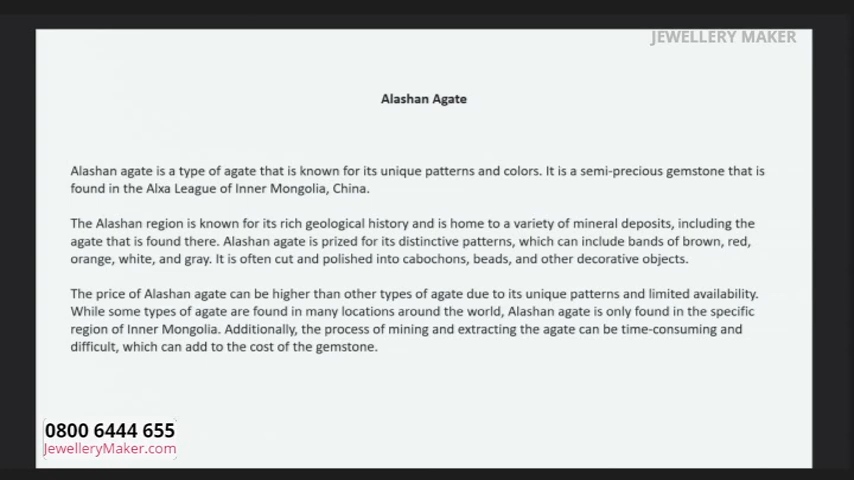 JEWELLERY MAKER
Alashan Agate
Alashan agate is a type of agate that is known for its unique patterns and colors. It is a semi-precious gemstone that is
found in the Alxa League of Inner Mongolia, China.
The Alashan region is known for its rich geological history and is home to a variety of mineral deposits, including the
agate that is found there. Alashan agate is prized for its distinctive patterns, which can include bands of brown, red,
orange, white, and gray. It is often cut and polished into cabochons, beads, and other decorative objects.
The price of Alashan agate can be higher than other types of agate due to its unique patterns and limited availability.
While some types of agate are found in many locations around the world, Alashan agate is only found in the specific
region of Inner Mongolia. Additionally, the process of mining and extracting the agate can be time-consuming and
difficult, which can add to the cost of the gemstone.
0800 6444 655
JewelleryMaker.com